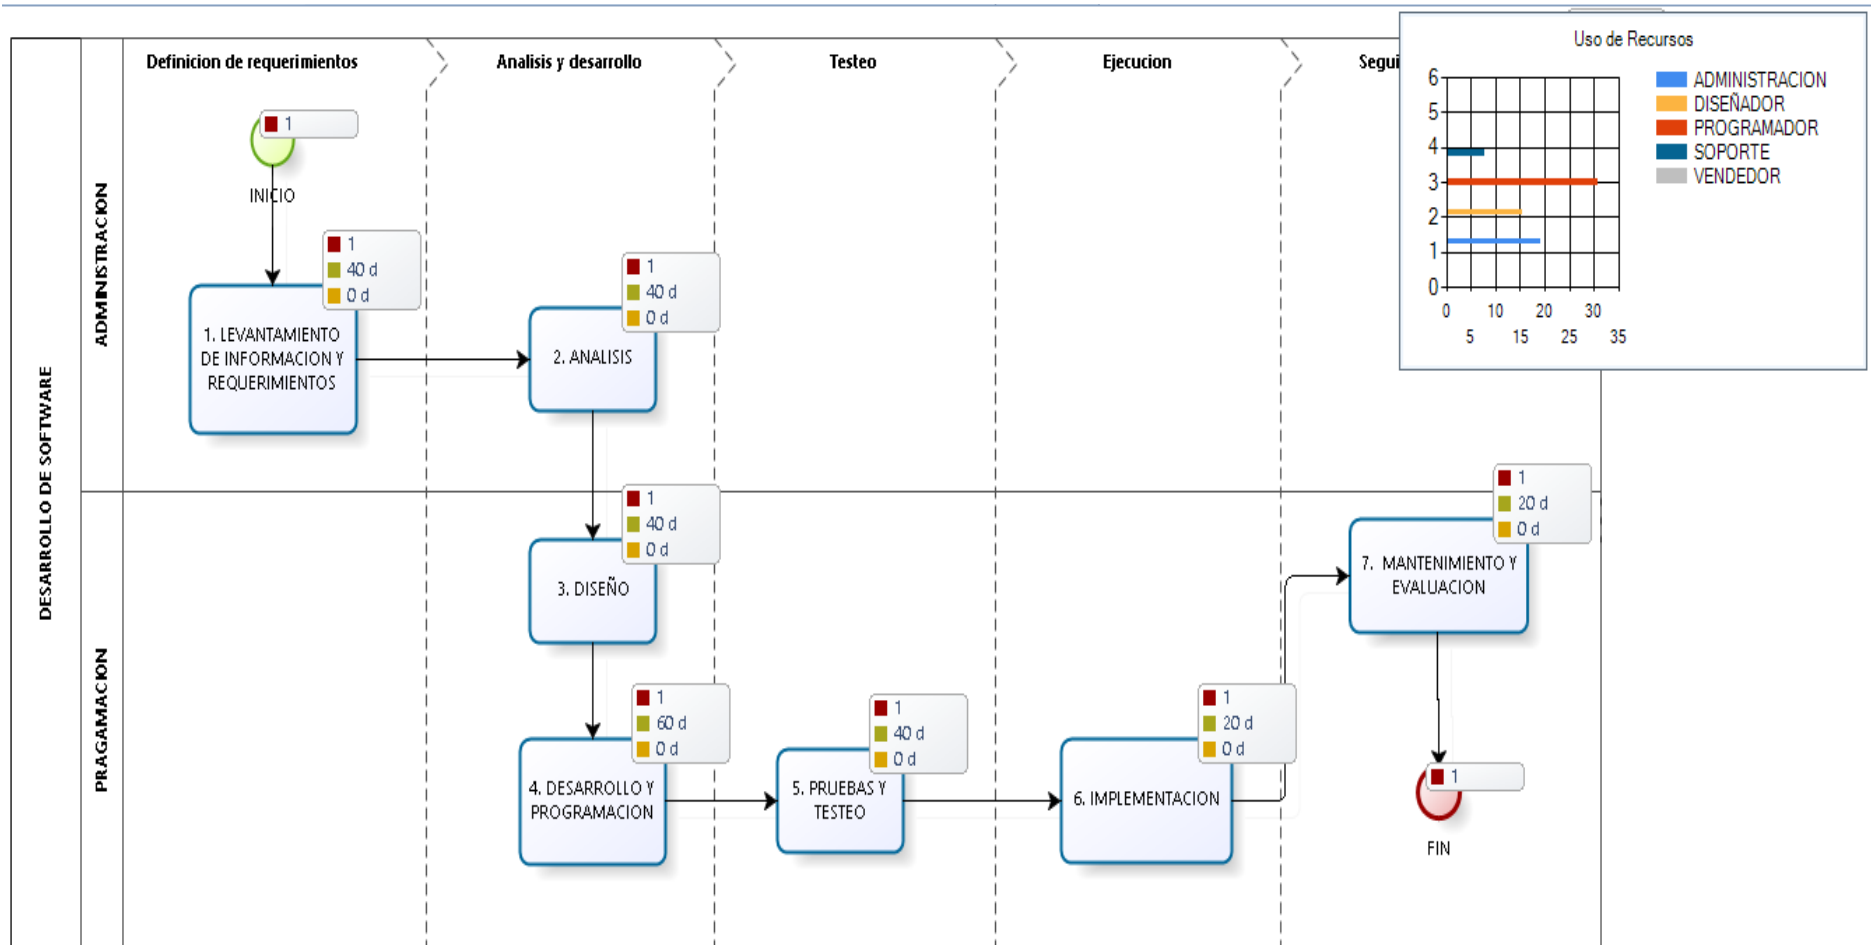 Definicion de requerimientos
Analisis y desarrollo
Testeo
Ejecucion
Segui
DESARROLLO DE SOFTWARE
ADMINISTRACION
PRAGAMACION
1
INICIO
1
40 d
0 d
1. LEVANTAMIENTO
DE INFORMACION Y
REQUERIMIENTOS
1
40 d
0 d
2. ANALISIS
1
40 d
0 d
3. DISEÑO
1
60 d
0 d
4. DESARROLLO Y
PROGRAMACION
1
40 d
0 d
5. PRUEBAS Y
TESTEO
1
20 d
0 d
6. IMPLEMENTACION
1
20 d
0 d
7. MANTENIMIENTO Y
EVALUACION
1
FIN
Uso de Recursos
6
5
4
3
2
1
0
0 10 20 30
5 15 25 35
ADMINISTRACION
DISEÑADOR
PROGRAMADOR
SOPORTE
VENDEDOR